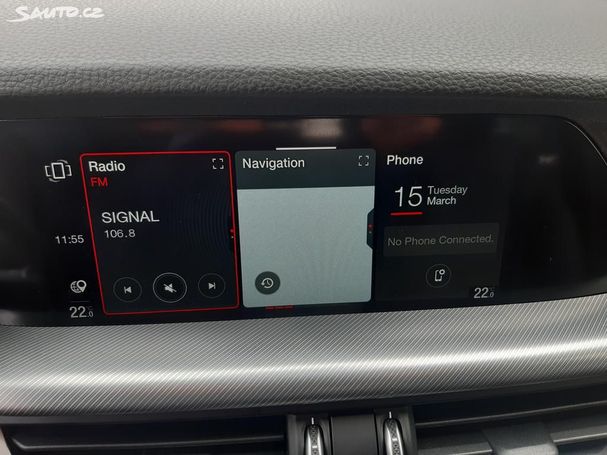 Sauto.cz
Radio
FM
SIGNAL
106.8
11:55
22.0
Navigation
Phone
15 Tuesday
March
No Phone Connected.
22.0